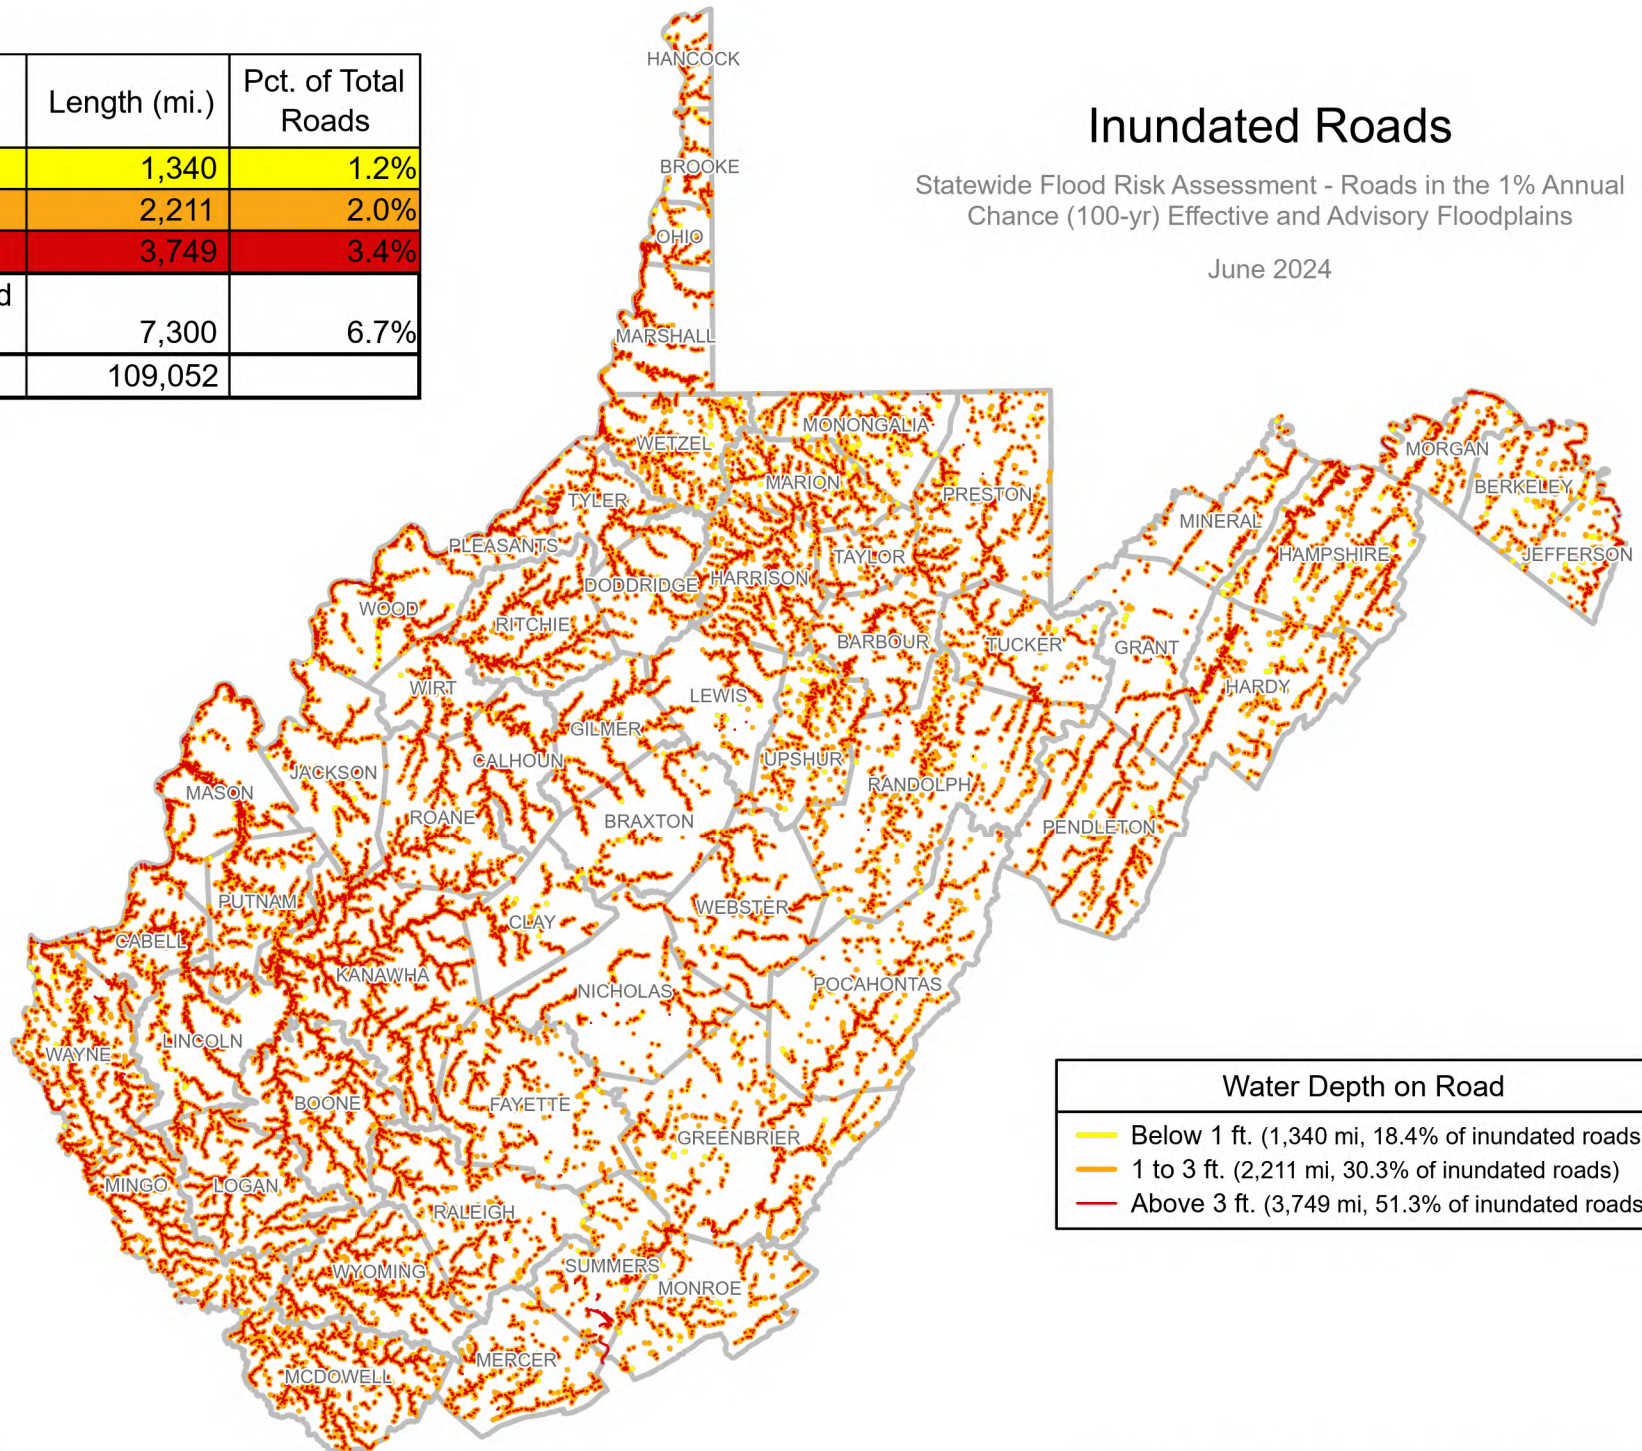 Length (mi.)
Pct. of Total
Roads
1,340 1.2%
2,211 2.0%
3,749 3.4%
d
7,300 6.7%
109,052
Inundated Roads
Statewide Flood Risk Assessment - Roads in the 1% Annual
Chance (100-yr) Effective and Advisory Floodplains
June 2024
HANCOCK
BROOKE
OHIO
MARSHALL
WETZEL
MONONGALIA
MARION
PRESTON
TYLER
PLEASANTS
DODDRIDGE
HARRISON
TAYLOR
MINERAL
HAMPSHIRE
MORGAN
BERKELEY
JEFFERSON
WOOD
RITCHIE
BARBOUR
TUCKER
GRANT
HARDY
WIRT
LEWIS
GILMER
CALHOUN
UPSHUR
RANDOLPH
JACKSON
MASON
ROANE
BRAXTON
PENDLETON
PUTNAM
CLAY
WEBSTER
CABELL
KANAWHA
NICHOLAS
POCAHONTAS
LINCOLN
WAYNE
BOONE
FAYETTE
GREENBRIER
MINGO
LOGAN
RALEIGH
WYOMING
SUMMERS
MONROE
MERCER
MCDOWELL
Water Depth on Road
Below 1 ft. (1,340 mi, 18.4% of inundated roads
1 to 3 ft. (2,211 mi, 30.3% of inundated roads)
Above 3 ft. (3,749 mi, 51.3% of inundated roads